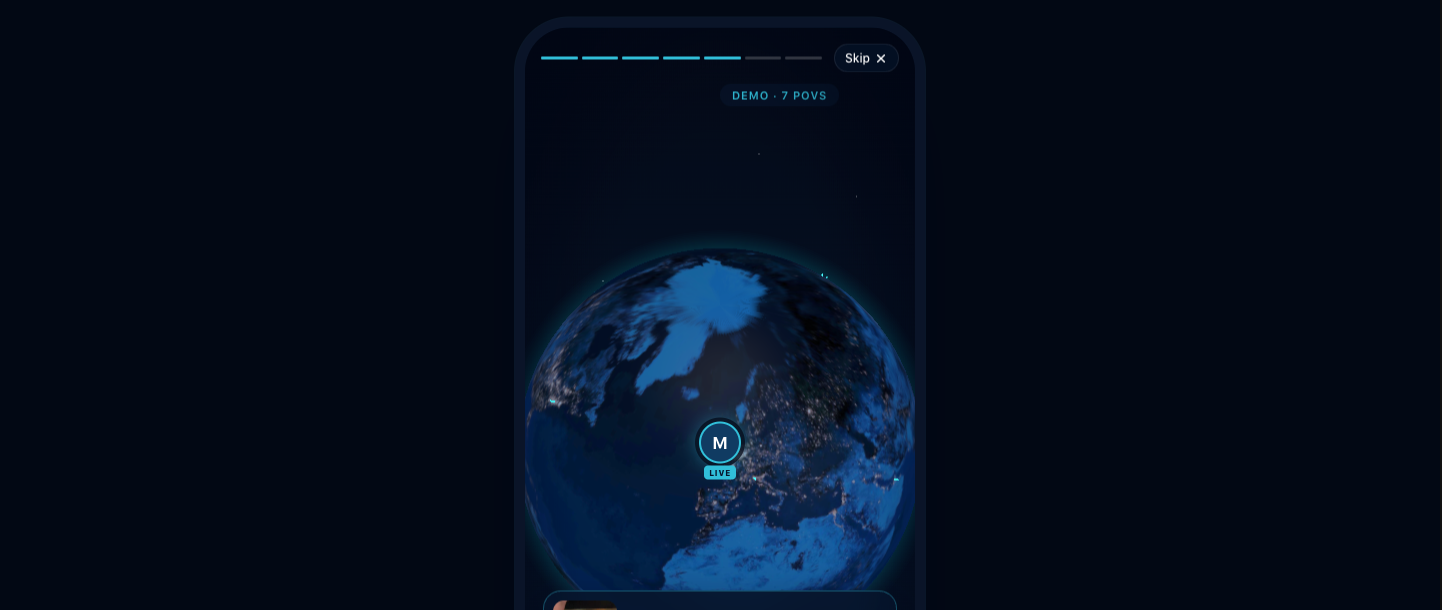 Skip ✕
DEMO · 7 POVS
M
LIVE